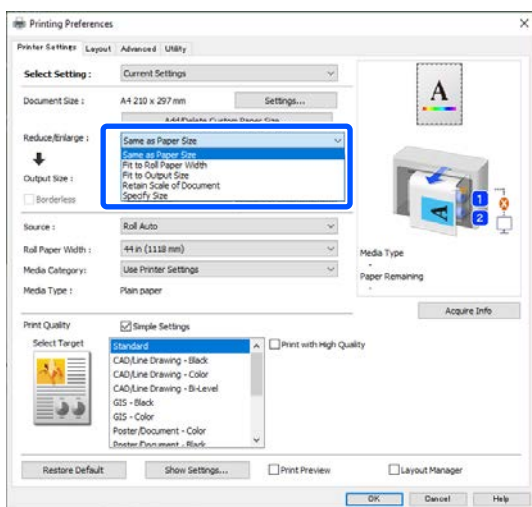 Printing Preferences
Printer Settings Layout Advanced Utility
Select Setting : Current Settings
Document Size : A4 210 x 297 mm Settings...
Add/Delete Custom Paper Size...
Reduce/Enlarge : Same as Paper Size
Same as Paper Size
Fit to Roll Paper Width
Fit to Output Size
Output Size : Retain Scale of Document
Borderless Specify Size
Source : Roll Auto
Roll Paper Width : 44 in (1118 mm)
Media Category: Use Printer Settings
Media Type : Plain paper
A
A
1
2
Media Type
-
Paper Remaining
-
Acquire Info
Print Quality Simple Settings
Select Target Standard Print with High Quality
CAD/Line Drawing - Black
CAD/Line Drawing - Color
CAD/Line Drawing - Bi-Level
GIS - Black
GIS - Color
Poster/Document - Color
Poster/Document - Black
Restore Default Show Settings... Print Preview Layout Manager
OK Cancel Help